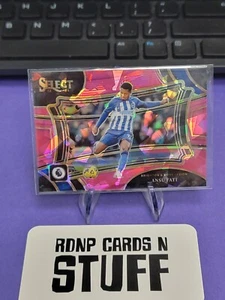 SELECT
ANSU FATI
RDNP CARDS N
STUFF